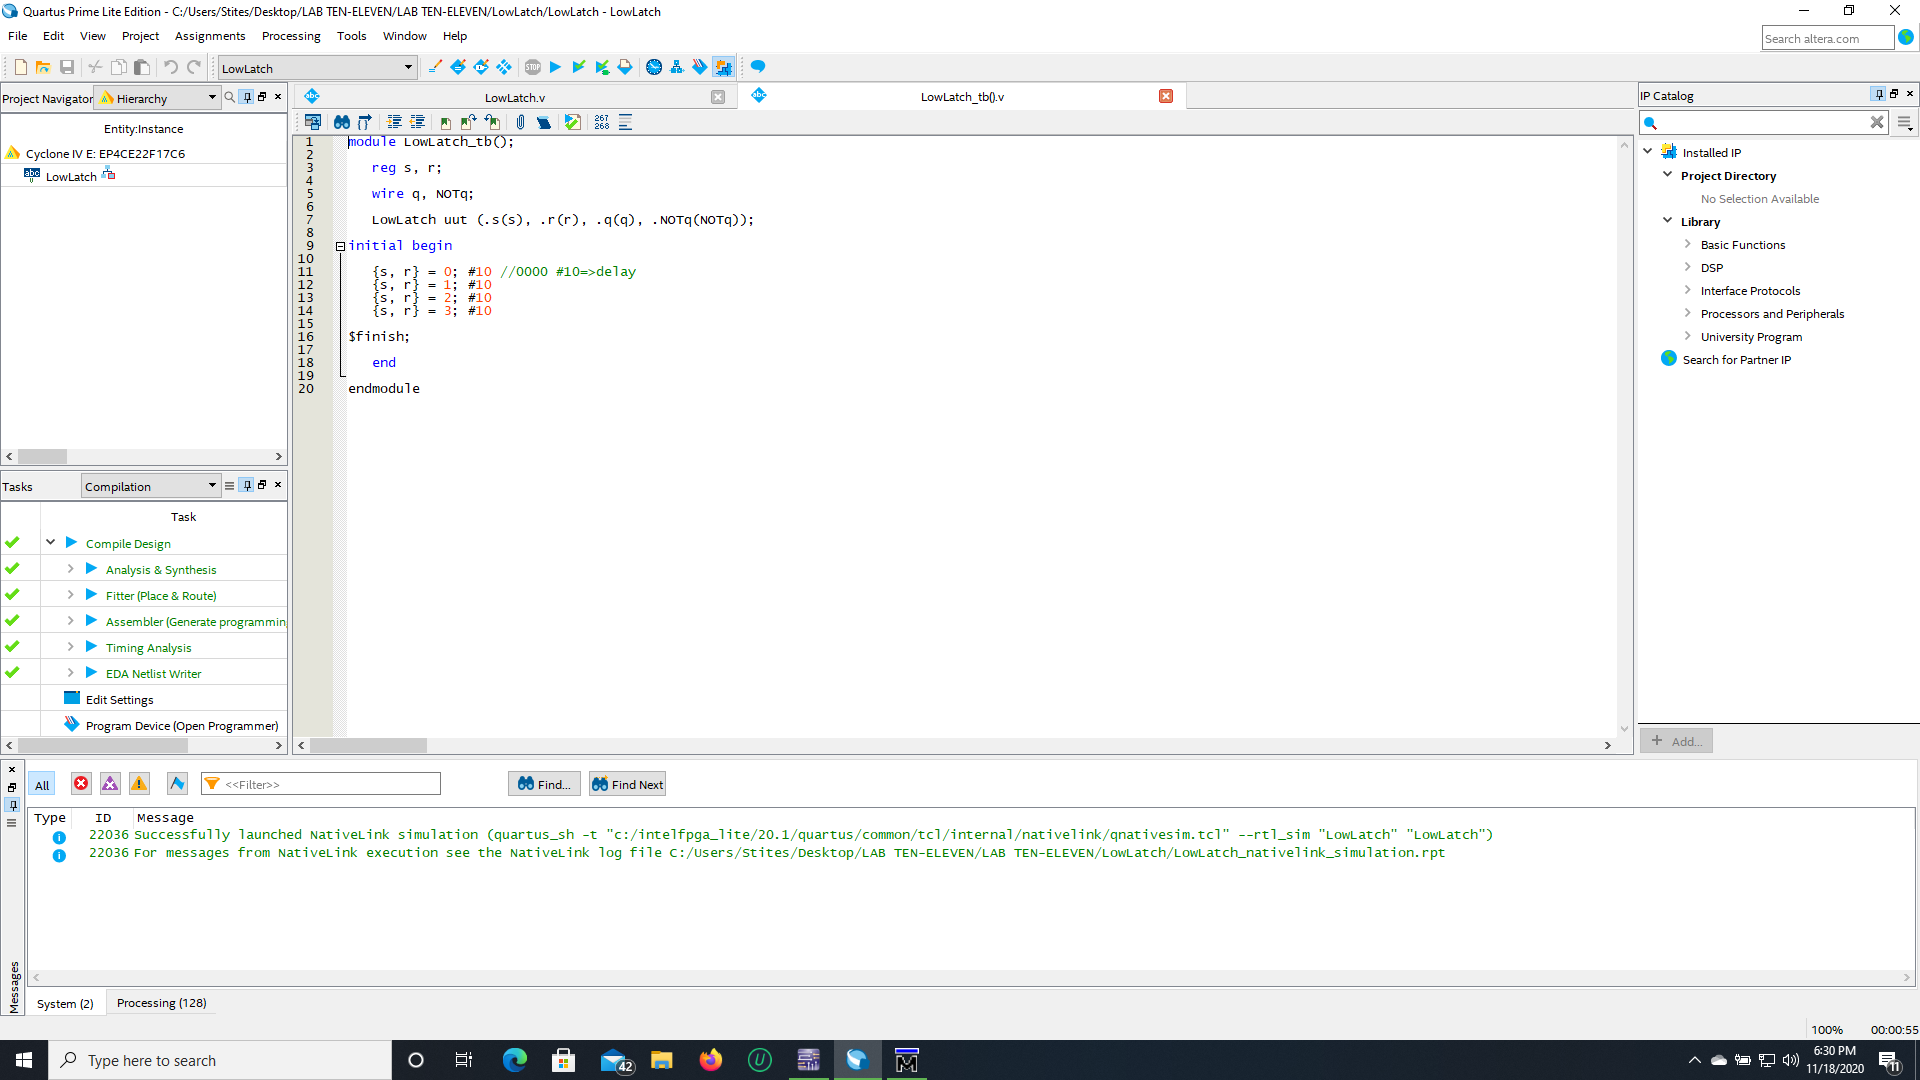 Quartus Prime Lite Edition - C:/Users/Stites/Desktop/LAB TEN-ELEVEN/LAB TEN-ELEVEN/LowLatch/LowLatch - LowLatch
File Edit View Project Assignments Processing Tools Window Help
Search altera.com
LowLatch
STOP
Project Navigator Hierarchy
Entity:Instance
Cyclone IV E: EP4CE22F17C6
abc LowLatch
Tasks Compilation
Task
Compile Design
Analysis & Synthesis
Fitter (Place & Route)
Assembler (Generate programmin
Timing Analysis
EDA Netlist Writer
Edit Settings
Program Device (Open Programmer)
abc LowLatch.v
abc LowLatch_tb().v
267
268
1 module LowLatch_tb();
2
3 reg s, r;
4
5 wire q, NOTq;
6
7 LowLatch uut (.s(s), .r(r), .q(q), .NOTq(NOTq));
8
9 initial begin
10
11 {s, r} = 0; #10 //0000 #10=>delay
12 {s, r} = 1; #10
13 {s, r} = 2; #10
14 {s, r} = 3; #10
15
16 $finish;
17
18 end
19
20 endmodule
IP Catalog
Installed IP
Project Directory
No Selection Available
Library
Basic Functions
DSP
Interface Protocols
Processors and Peripherals
University Program
Search for Partner IP
+ Add...
All <<Filter>> Find... Find Next
Type ID Message
22036 Successfully launched NativeLink simulation (quartus_sh -t "c:/intelfpga_lite/20.1/quartus/common/tcl/internal/nativelink/qnativesim.tcl" --rtl_sim "LowLatch" "LowLatch")
22036 For messages from NativeLink execution see the NativeLink log file C:/Users/Stites/Desktop/LAB TEN-ELEVEN/LAB TEN-ELEVEN/LowLatch/LowLatch_nativelink_simulation.rpt
Messages
System (2) Processing (128)
100% 00:00:55
Type here to search
42
6:30 PM
11/18/2020
11